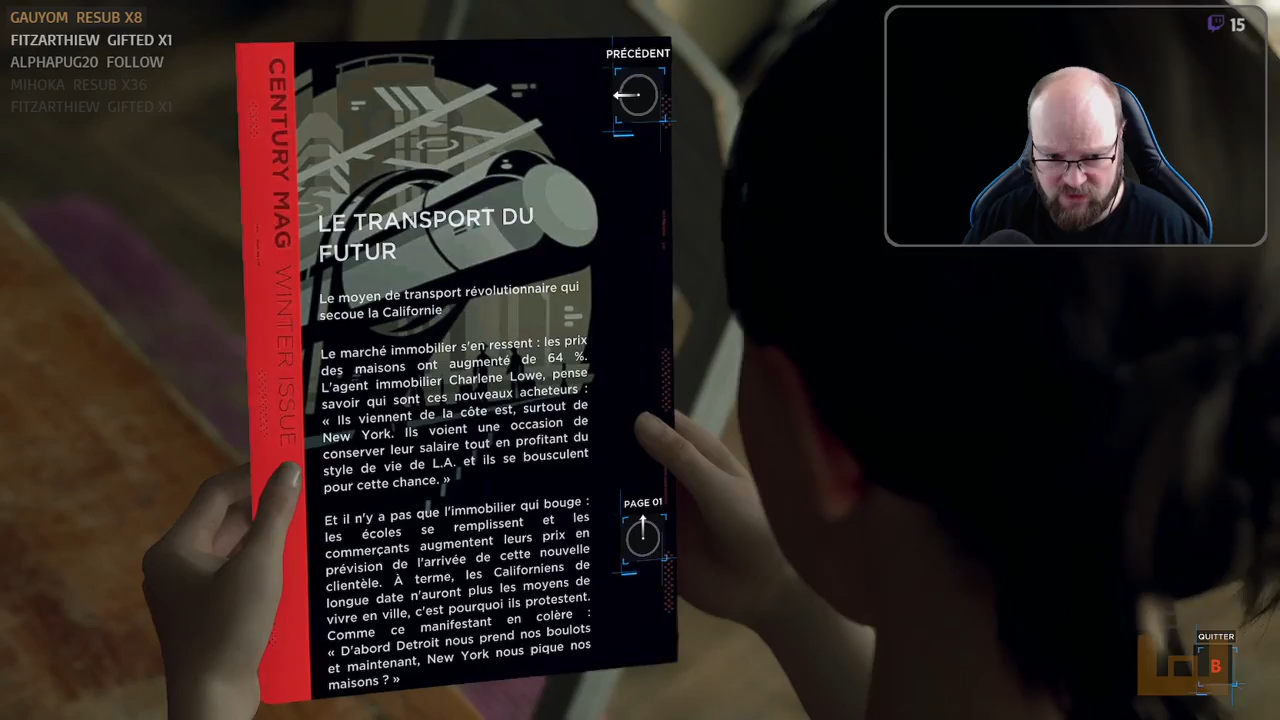 GAUYOM RESUB X8
FITZARTHIEW GIFTED X1
ALPHAPUG20 FOLLOW
MIHOKA RESUB X36
FITZARTHIEW GIFTED X1
15
CENTURY MAG WINTER ISSUE
PRÉCÉDENT
LE TRANSPORT DU
FUTUR
Le moyen de transport révolutionnaire qui
secoue la Californie
Le marché immobilier s'en ressent : les prix
des maisons ont augmenté de 64 %.
L'agent immobilier Charlene Lowe, pense
savoir qui sont ces nouveaux acheteurs :
« Ils viennent de la côte est, surtout de
New York. Ils voient une occasion de
conserver leur salaire tout en profitant du
style de vie de L.A. et ils se bousculent
pour cette chance. »
Et il n'y a pas que l'immobilier qui bouge :
les écoles se remplissent et les
commerçants augmentent leurs prix en
prévision de l'arrivée de cette nouvelle
clientèle. À terme, les Californiens de
longue date n'auront plus les moyens de
vivre en ville, c'est pourquoi ils protestent.
Comme ce manifestant en colère :
« D'abord Detroit nous prend nos boulots
et maintenant, New York nous pique nos
maisons ? »
PAGE 01
QUITTER
B